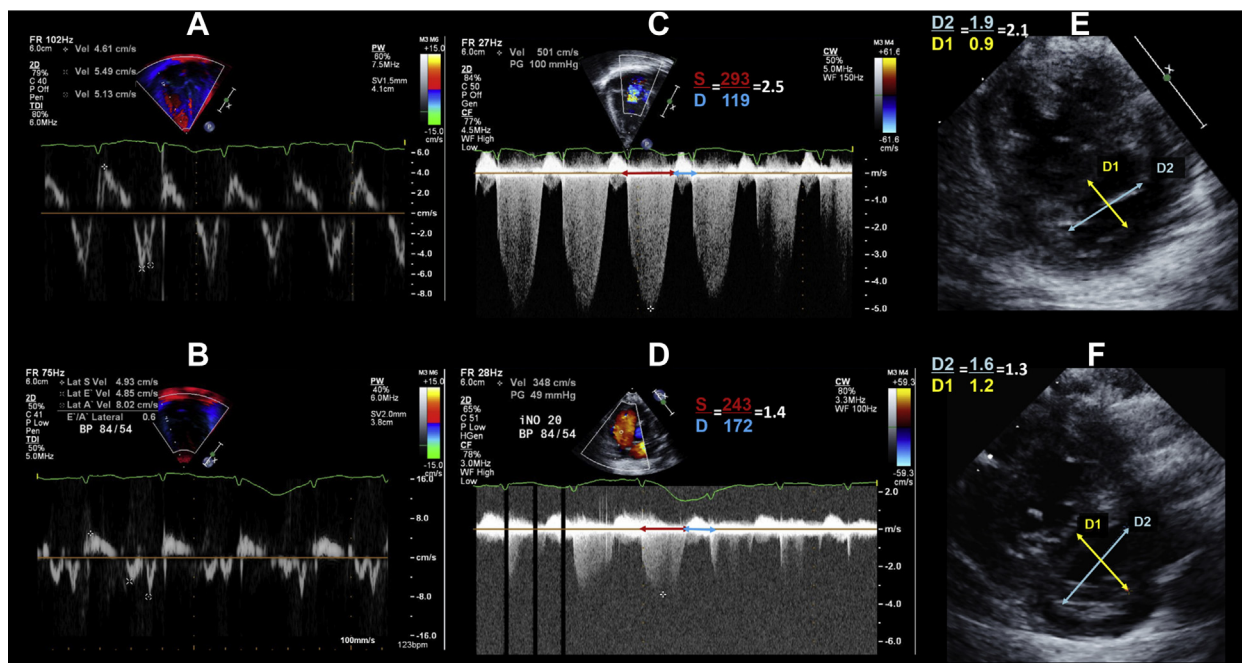 A
FR 102Hz
6.0cm
Vel 4.61 cm/s
Vel 5.49 cm/s
Vel 5.13 cm/s
2D
79%
C 40
P Off
Pen
TDI
80%
6.0MHz
PW
60%
7.5MHz
SV1.5mm
4.1cm
M3 M6
+15.0
-15.0
cm/s
6.0
4.0
2.0
cm/s
-2.0
-4.0
-6.0
-8.0
B
FR 75Hz
6.0cm
Lat S Vel 4.93 cm/s
Lat E' Vel 4.85 cm/s
Lat A' Vel 8.02 cm/s
E'/A' Lateral 0.6
BP 84/54
2D
50%
C 41
P Low
Pen
TDI
50%
5.0MHz
PW
40%
6.0MHz
SV2.0mm
3.8cm
M3 M6
+15.0
-15.0
cm/s
16.0
8.0
cm/s
-8.0
-16.0
100mm/s
123bpm
C
FR 27Hz
6.0cm
Vel 501 cm/s
PG 100 mmHg
2D
84%
C 50
P Off
Gen
CF
77%
4.5MHz
WF High
Low
S = 293 = 2.5
D 119
CW
50%
5.0MHz
WF 150Hz
M3 M4
+61.6
-61.6
cm/s
m/s
-1.0
-2.0
-3.0
-4.0
-5.0
D
FR 28Hz
6.0cm
Vel 348 cm/s
PG 49 mmHg
2D
65%
C 51
P Low
HGen
CF
78%
3.0MHz
WF High
Low
iNO 20
BP 84/54
S = 243 = 1.4
D 172
CW
80%
3.3MHz
WF 100Hz
M3 M4
+59.3
-59.3
cm/s
2.0
m/s
-2.0
-4.0
-6.0
E
D2 = 1.9 = 2.1
D1 0.9
D1
D2
F
D2 = 1.6 = 1.3
D1 1.2
D1
D2